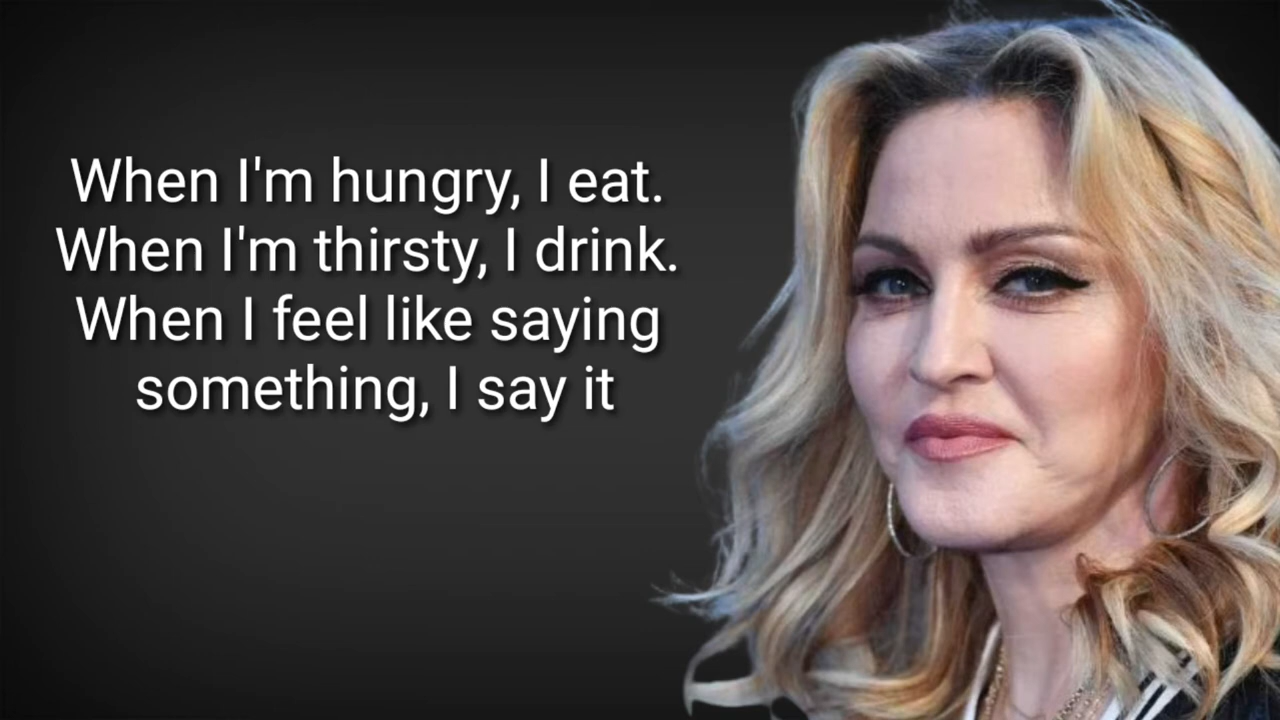 When I'm hungry, I eat.
When I'm thirsty, I drink.
When I feel like saying
something, I say it